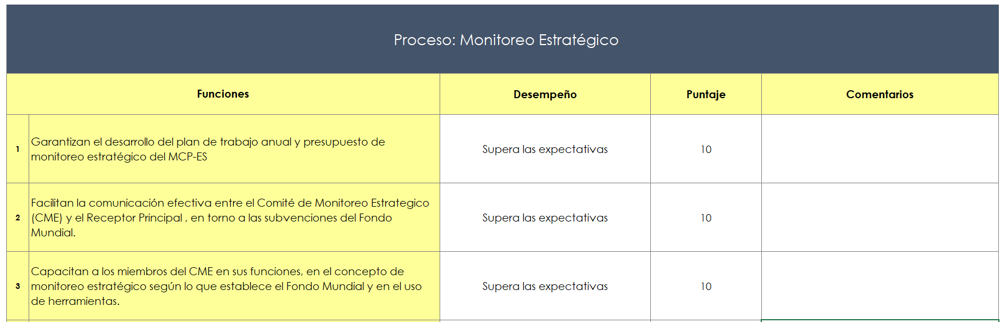 Proceso: Monitoreo Estratégico
Funciones
Desempeño
Puntaje
Comentarios
1
Garantizan el desarrollo del plan de trabajo anual y presupuesto de
monitoreo estratégico del MCP-ES
Supera las expectativas
10
2
Facilitan la comunicación efectiva entre el Comité de Monitoreo Estrategico
(CME) y el Receptor Principal , en torno a las subvenciones del Fondo
Mundial.
Supera las expectativas
10
3
Capacitan a los miembros del CME en sus funciones, en el concepto de
monitoreo estratégico según lo que establece el Fondo Mundial y en el uso
de herramientas.
Supera las expectativas
10